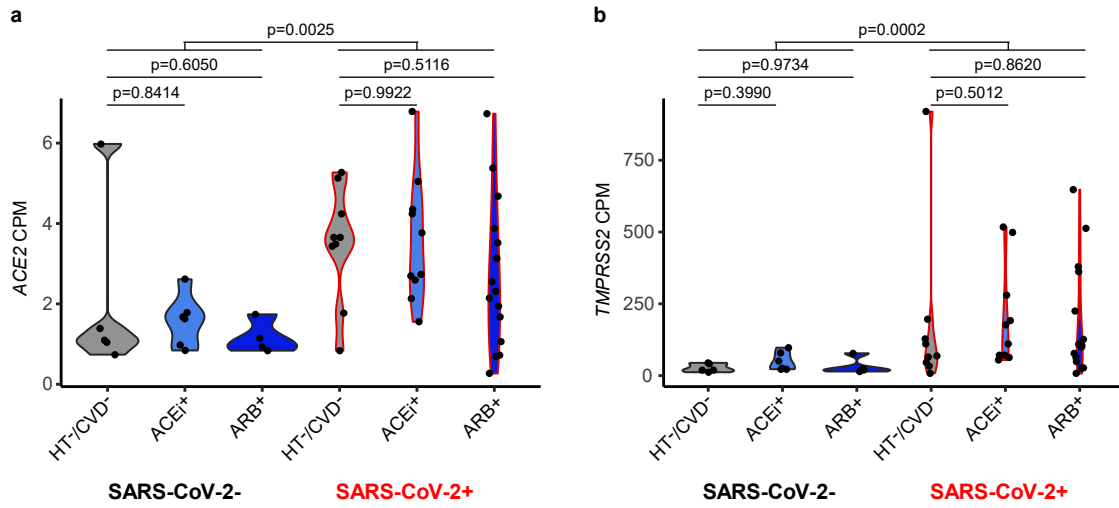 a
p=0.0025
p=0.6050
p=0.5116
p=0.8414
p=0.9922
ACE2 CPM
6
4
2
0
HT-/CVD-
ACEi+
ARB+
HT-/CVD-
ACEi+
ARB+
SARS-CoV-2-
SARS-CoV-2+
b
p=0.0002
p=0.9734
p=0.8620
p=0.3990
p=0.5012
TMPRSS2 CPM
750
500
250
0
HT-/CVD-
ACEi+
ARB+
HT-/CVD-
ACEi+
ARB+
SARS-CoV-2-
SARS-CoV-2+